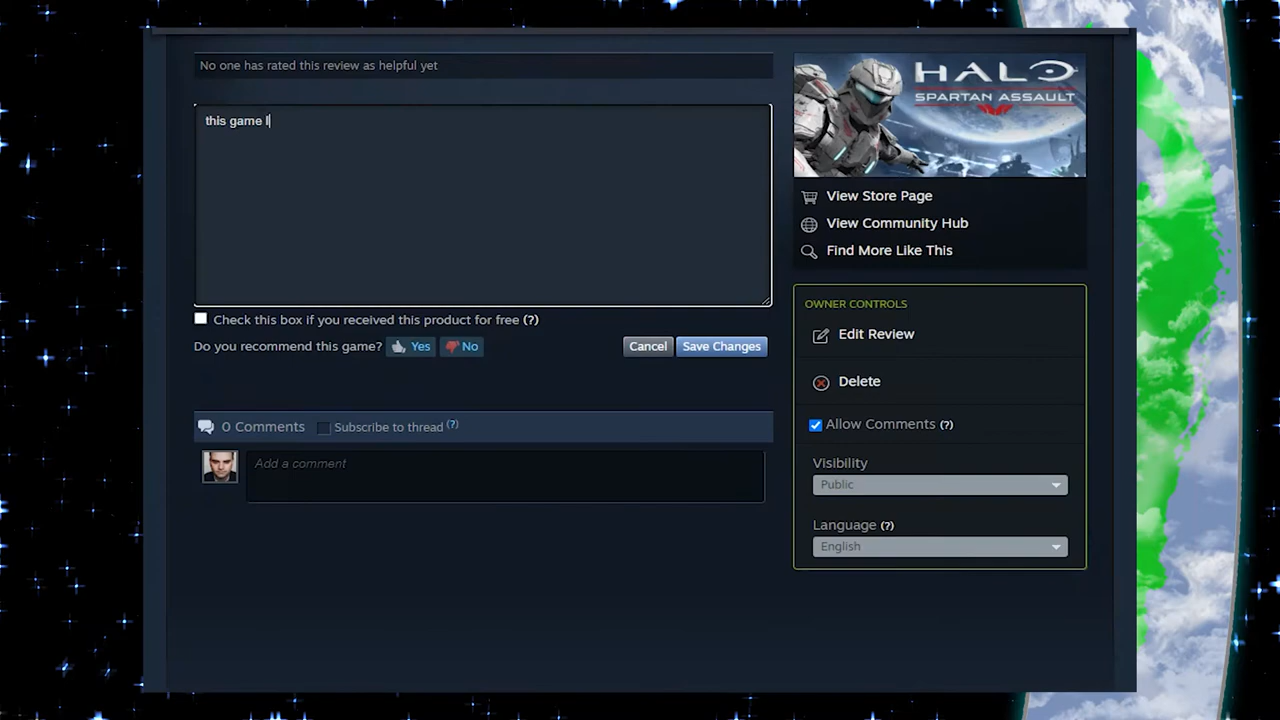 No one has rated this review as helpful yet
this game l
Check this box if you received this product for free (?)
Do you recommend this game? Yes No
Cancel Save Changes
0 Comments Subscribe to thread (?)
Add a comment
HALO
SPARTAN ASSAULT
View Store Page
View Community Hub
Find More Like This
OWNER CONTROLS
Edit Review
Delete
Allow Comments (?)
Visibility
Public
Language (?)
English